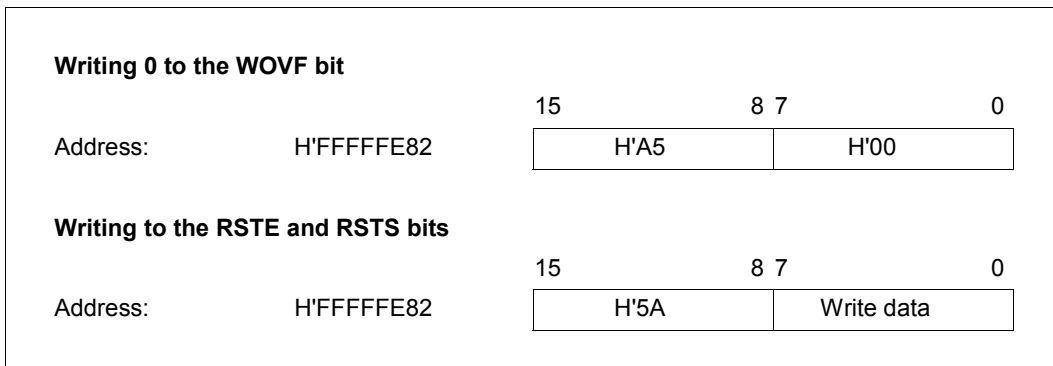 Writing 0 to the WOVF bit
15 8 7 0
Address: H'FFFFFE82 H'A5 H'00
Writing to the RSTE and RSTS bits
15 8 7 0
Address: H'FFFFFE82 H'5A Write data